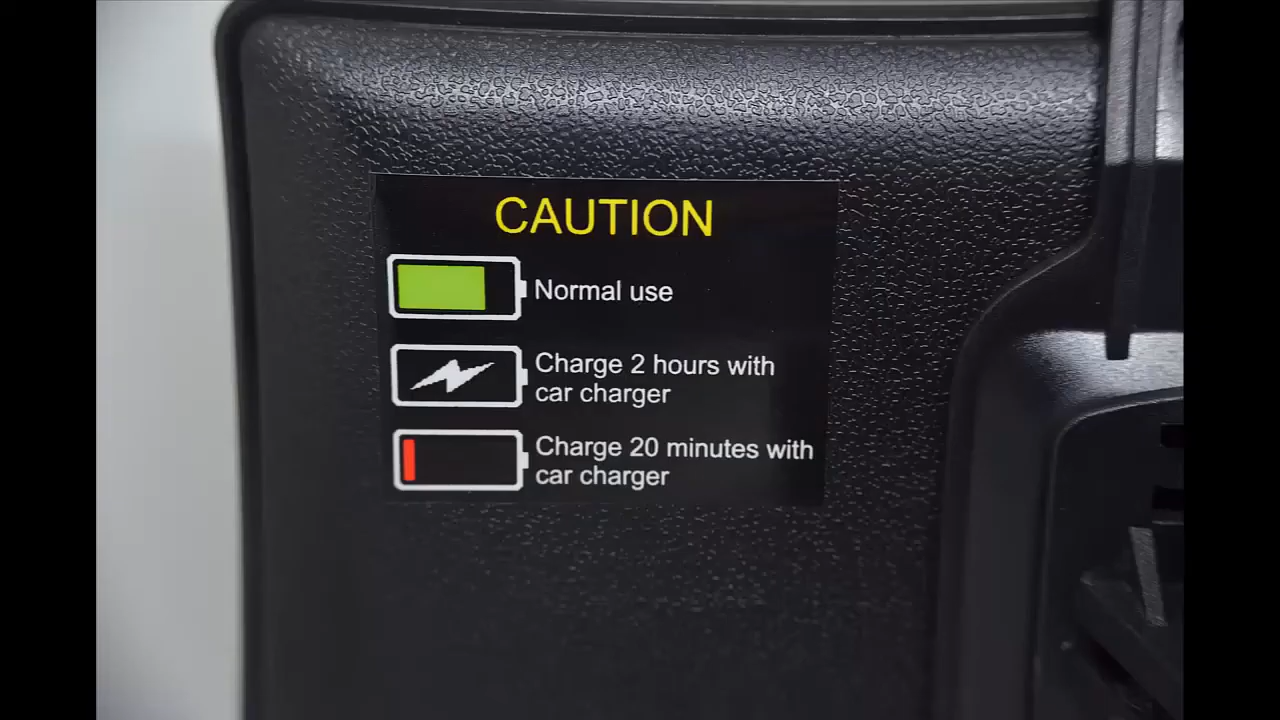 CAUTION
Normal use
Charge 2 hours with
car charger
Charge 20 minutes with
car charger